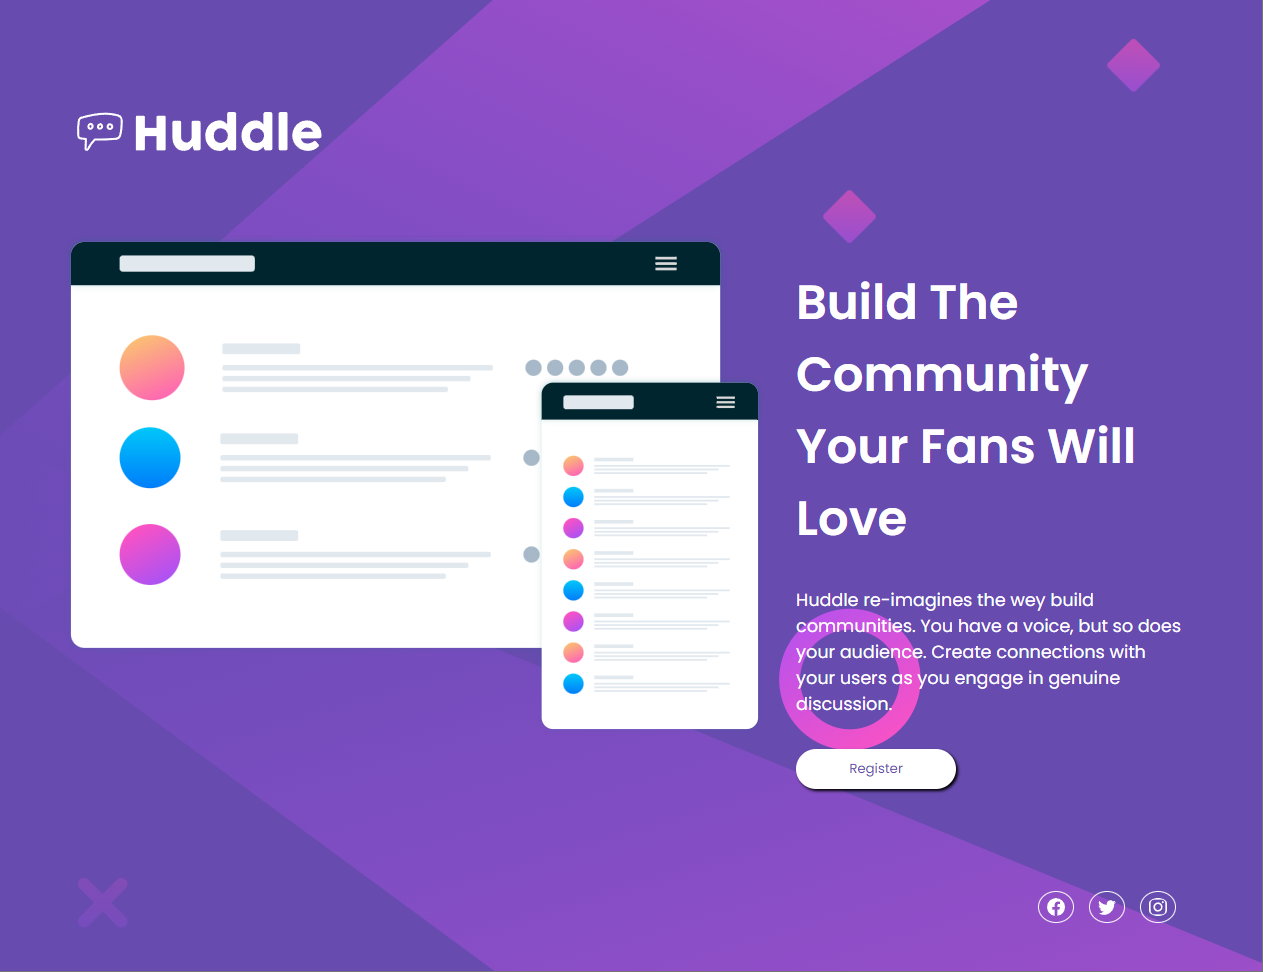 Huddle
Build The
Community
Your Fans Will
Love
Huddle re-imagines the wey build
communities. You have a voice, but so does
your audience. Create connections with
your users as you engage in genuine
discussion.
Register